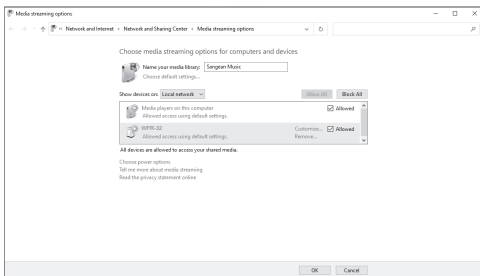 Media streaming options
Network and Internet › Network and Sharing Center › Media streaming options
Choose media streaming options for computers and devices
Name your media library: Sangean Music
Choose default settings...
Show devices on: Local network Allow All Block All
Media players on this computer Allowed
Allowed access using default settings.
WFR-32 Customize... Allowed
Allowed access using default settings. Remove...
All devices are allowed to access your shared media.
Choose power options
Tell me more about media streaming
Read the privacy statement online
OK Cancel